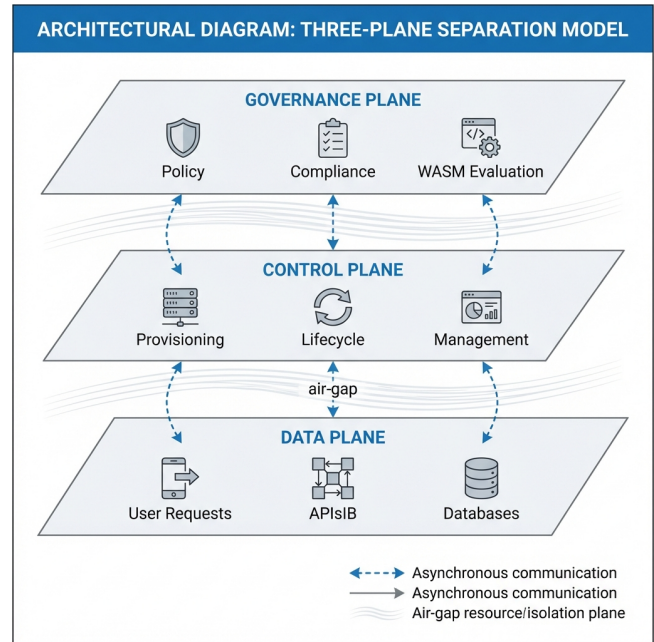 ARCHITECTURAL DIAGRAM: THREE-PLANE SEPARATION MODEL
GOVERNANCE PLANE
</>
Policy
Compliance
WASM Evaluation
CONTROL PLANE
Provisioning
Lifecycle
Management
air-gap
DATA PLANE
User Requests
APIsIB
Databases
Asynchronous communication
Asynchronous communication
Air-gap resource/isolation plane